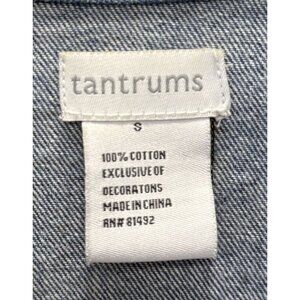 tantrums
S
100% COTTON
EXCLUSIVE OF
DECORATONS
MADE IN CHINA
RN# 81492